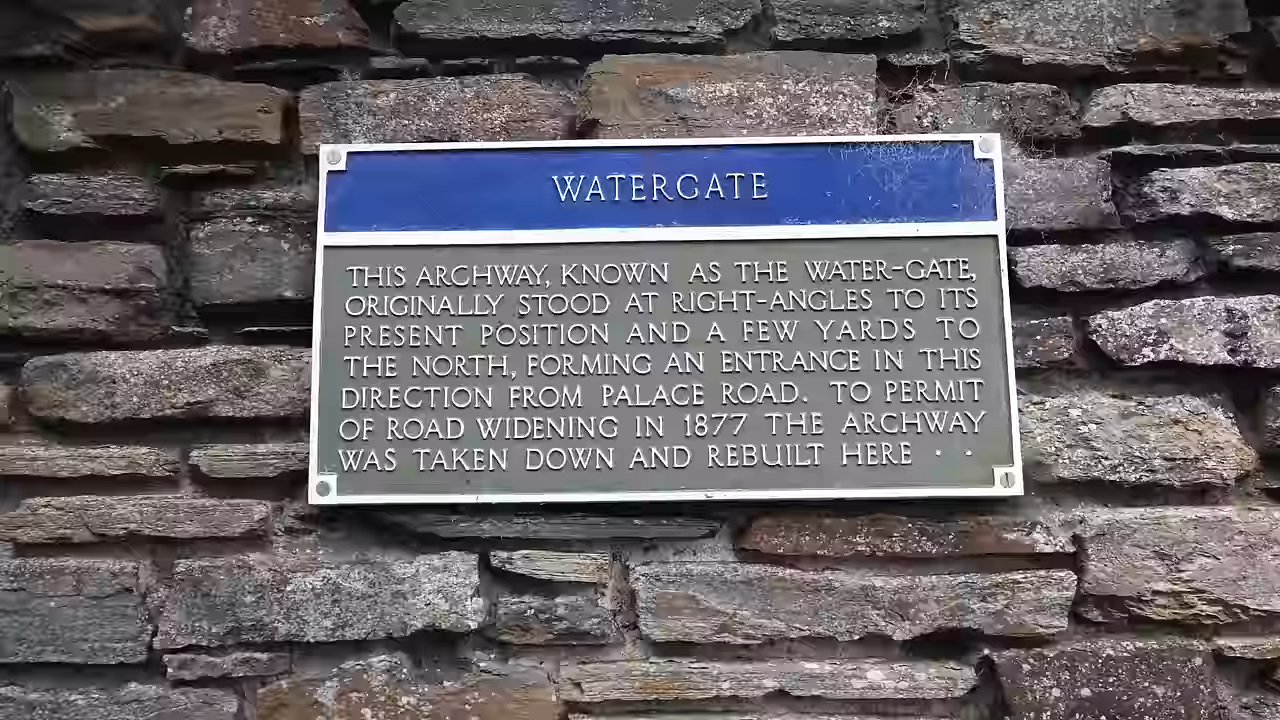 WATERGATE
THIS ARCHWAY, KNOWN AS THE WATER-GATE,
ORIGINALLY STOOD AT RIGHT-ANGLES TO ITS
PRESENT POSITION AND A FEW YARDS TO
THE NORTH, FORMING AN ENTRANCE IN THIS
DIRECTION FROM PALACE ROAD. TO PERMIT
OF ROAD WIDENING IN 1877 THE ARCHWAY
WAS TAKEN DOWN AND REBUILT HERE · ·